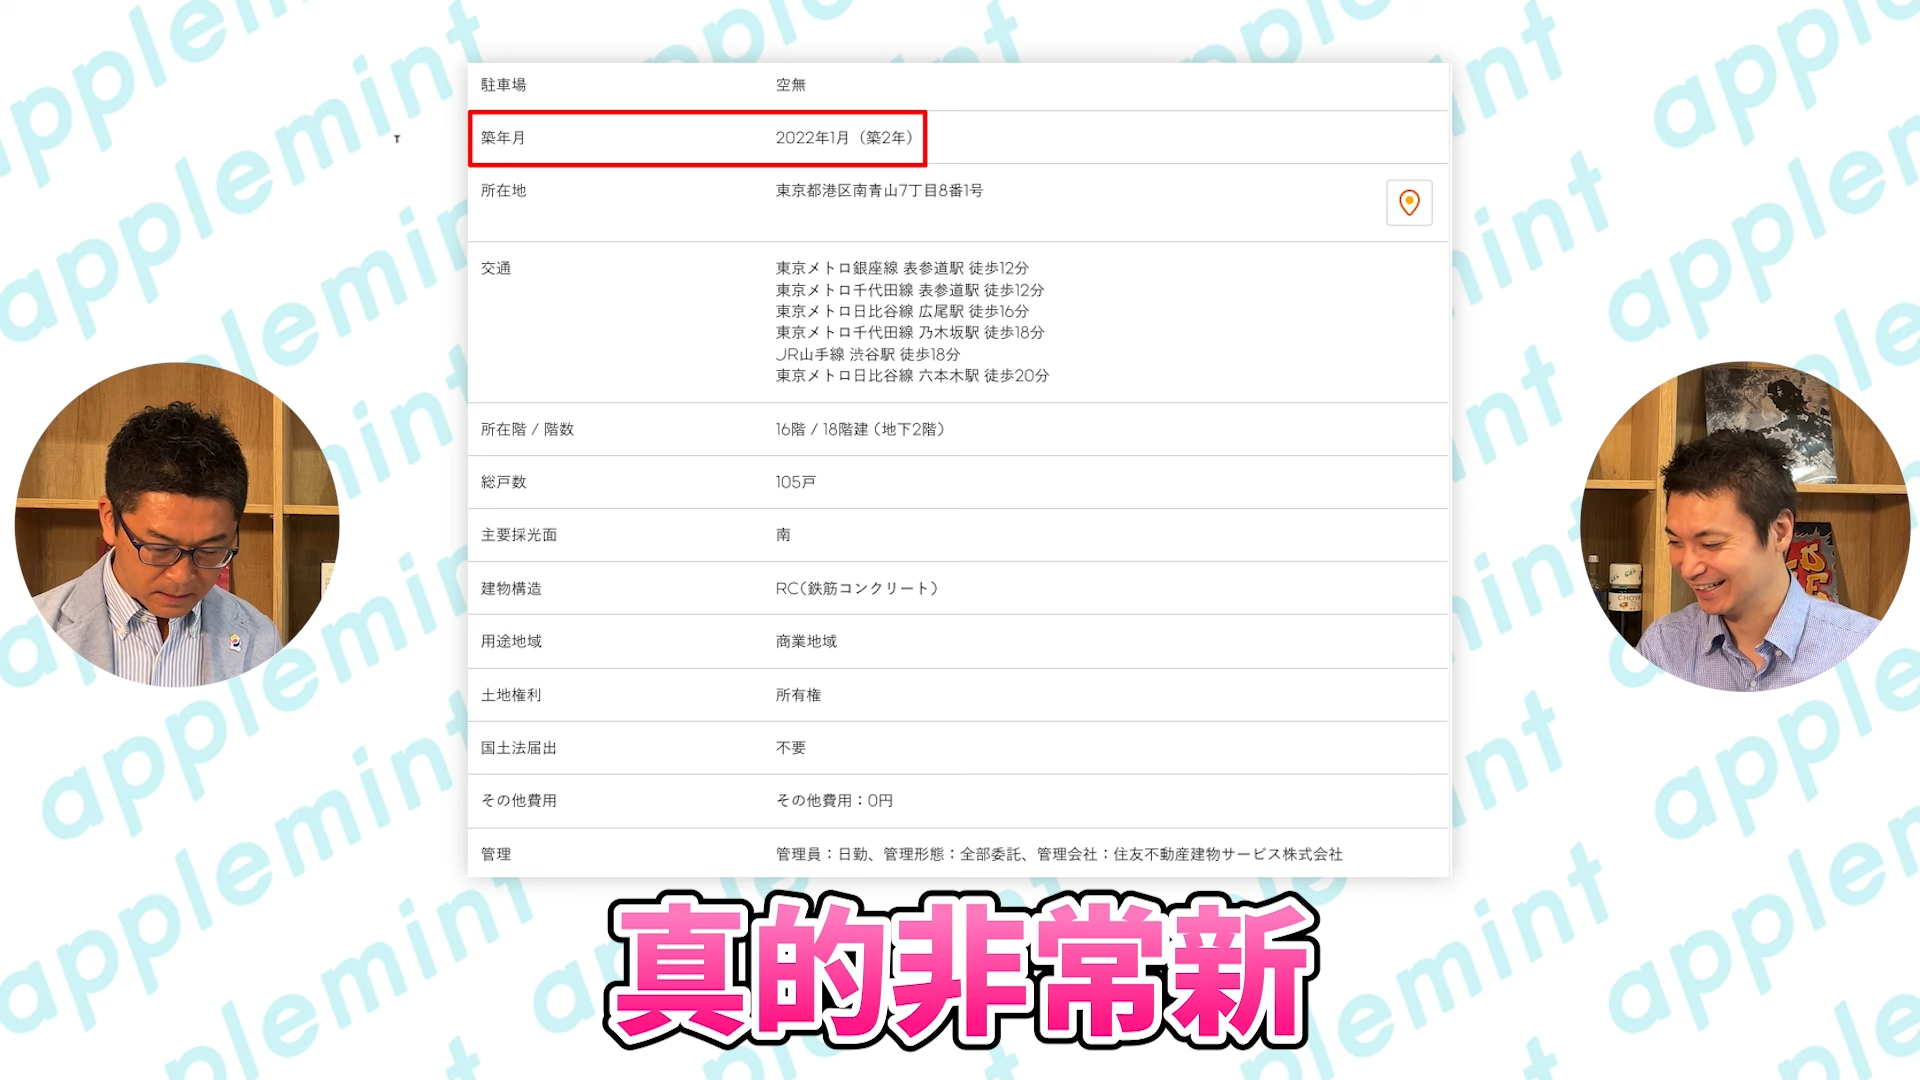 applemint
駐車場 空無
築年月 2022年1月（築2年）
所在地 東京都港区南青山7丁目8番1号
交通 東京メトロ銀座線 表参道駅 徒歩12分
東京メトロ千代田線 表参道駅 徒歩12分
東京メトロ日比谷線 広尾駅 徒歩16分
東京メトロ千代田線 乃木坂駅 徒歩18分
JR山手線 渋谷駅 徒歩18分
東京メトロ日比谷線 六本木駅 徒歩20分
所在階 / 階数 16階 / 18階建（地下2階）
総戸数 105戸
主要採光面 南
建物構造 RC（鉄筋コンクリート）
用途地域 商業地域
土地権利 所有権
国土法届出 不要
その他費用 その他費用：0円
管理 管理員：日勤、管理形態：全部委託、管理会社：住友不動産建物サービス株式会社
真的非常新